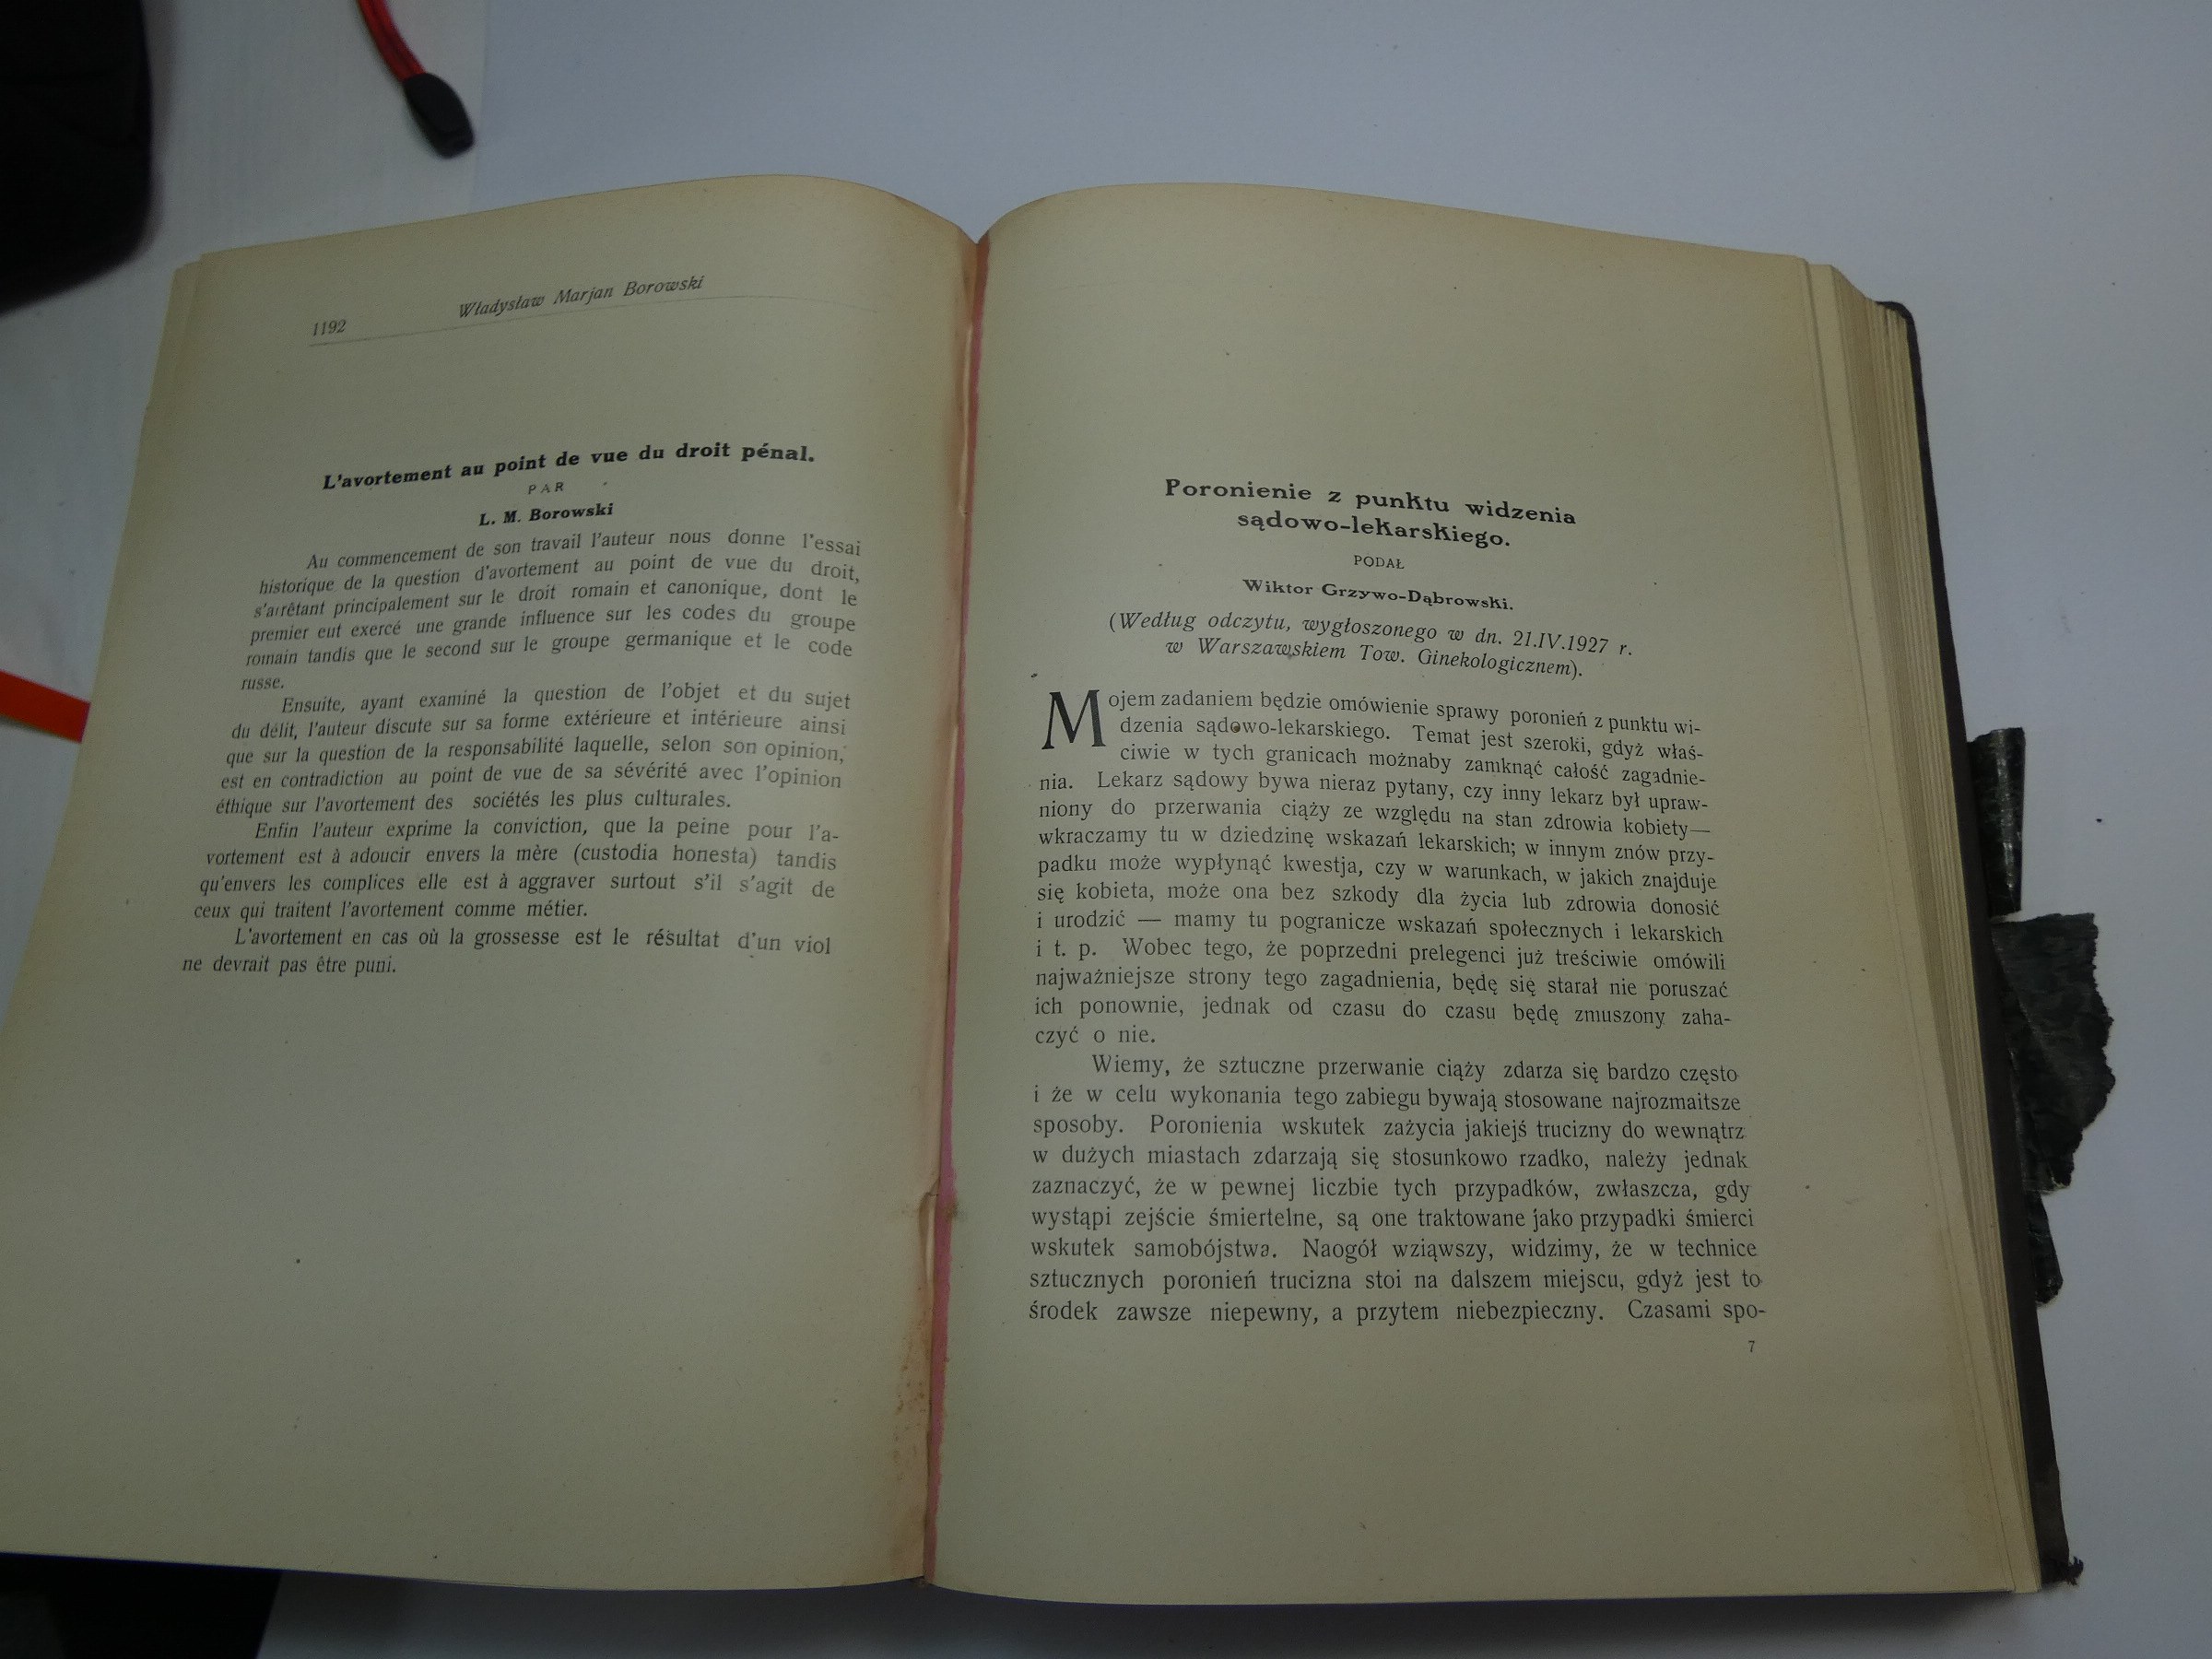 1192
Władysław Marjan Borowski
L'avortement au point de vue du droit pénal.
PAR
L. M. Borowski
Au commencement de son travail l'auteur nous donne l'essai
historique de la question d'avortement au point de vue du droit,
s'arrêtant principalement sur le droit romain et canonique, dont le
premier eut exercé une grande influence sur les codes du groupe
romain tandis que le second sur le groupe germanique et le code
russe.
Ensuite, ayant examiné la question de l'objet et du sujet
du délit, l'auteur discute sur sa forme extérieure et intérieure ainsi
que sur la question de la responsabilité laquelle, selon son opinion,
est en contradiction au point de vue de sa sévérité avec l'opinion
éthique sur l'avortement des sociétés les plus culturales.
Enfin l'auteur exprime la conviction, que la peine pour l'a-
vortement est à adoucir envers la mère (custodia honesta) tandis
qu'envers les complices elle est à aggraver surtout s'il s'agit de
ceux qui traitent l'avortement comme métier.
L'avortement en cas où la grossesse est le résultat d'un viol
ne devrait pas être puni.
Poronienie z punktu widzenia
sądowo-lekarskiego.
PODAŁ
Wiktor Grzywo-Dąbrowski.
(Według odczytu, wygłoszonego w dn. 21.IV.1927 r.
w Warszawskiem Tow. Ginekologicznem).
Mojem zadaniem będzie omówienie sprawy poronień z punktu wi-
dzenia sądowo-lekarskiego. Temat jest szeroki, gdyż właś-
ciwie w tych granicach możnaby zamknąć całość zagadnie-
nia. Lekarz sądowy bywa nieraz pytany, czy inny lekarz był upraw-
niony do przerwania ciąży ze względu na stan zdrowia kobiety—
wkraczamy tu w dziedzinę wskazań lekarskich; w innym znów przy-
padku może wypłynąć kwestja, czy w warunkach, w jakich znajduje
się kobieta, może ona bez szkody dla życia lub zdrowia donosić
i urodzić — mamy tu pogranicze wskazań społecznych i lekarskich
i t. p. Wobec tego, że poprzedni prelegenci już treściwie omówili
najważniejsze strony tego zagadnienia, będę się starał nie poruszać
ich ponownie, jednak od czasu do czasu będę zmuszony zaha-
czyć o nie.
Wiemy, że sztuczne przerwanie ciąży zdarza się bardzo często
i że w celu wykonania tego zabiegu bywają stosowane najrozmaitsze
sposoby. Poronienia wskutek zażycia jakiejś trucizny do wewnątrz
w dużych miastach zdarzają się stosunkowo rzadko, należy jednak
zaznaczyć, że w pewnej liczbie tych przypadków, zwłaszcza, gdy
wystąpi zejście śmiertelne, są one traktowane jako przypadki śmierci
wskutek samobójstwa. Naogół wziąwszy, widzimy, że w technice
sztucznych poronień trucizna stoi na dalszem miejscu, gdyż jest to
środek zawsze niepewny, a przytem niebezpieczny. Czasami spo-
7